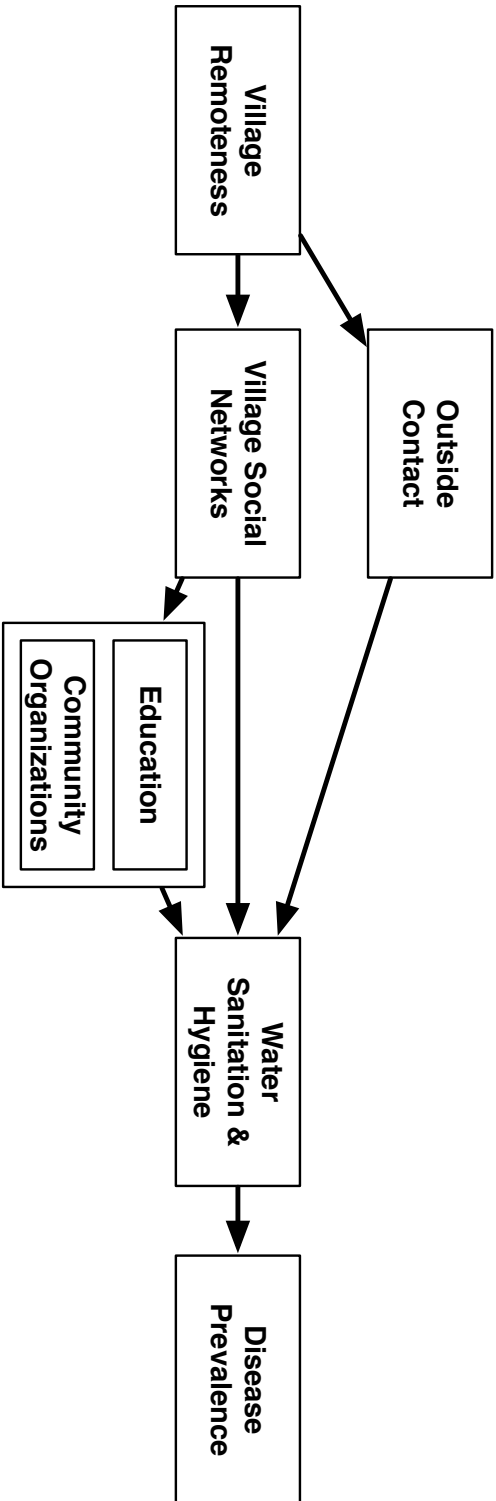 Village
Remoteness
Outside
Contact
Village Social
Networks
Education
Community
Organizations
Water
Sanitation &
Hygiene
Disease
Prevalence